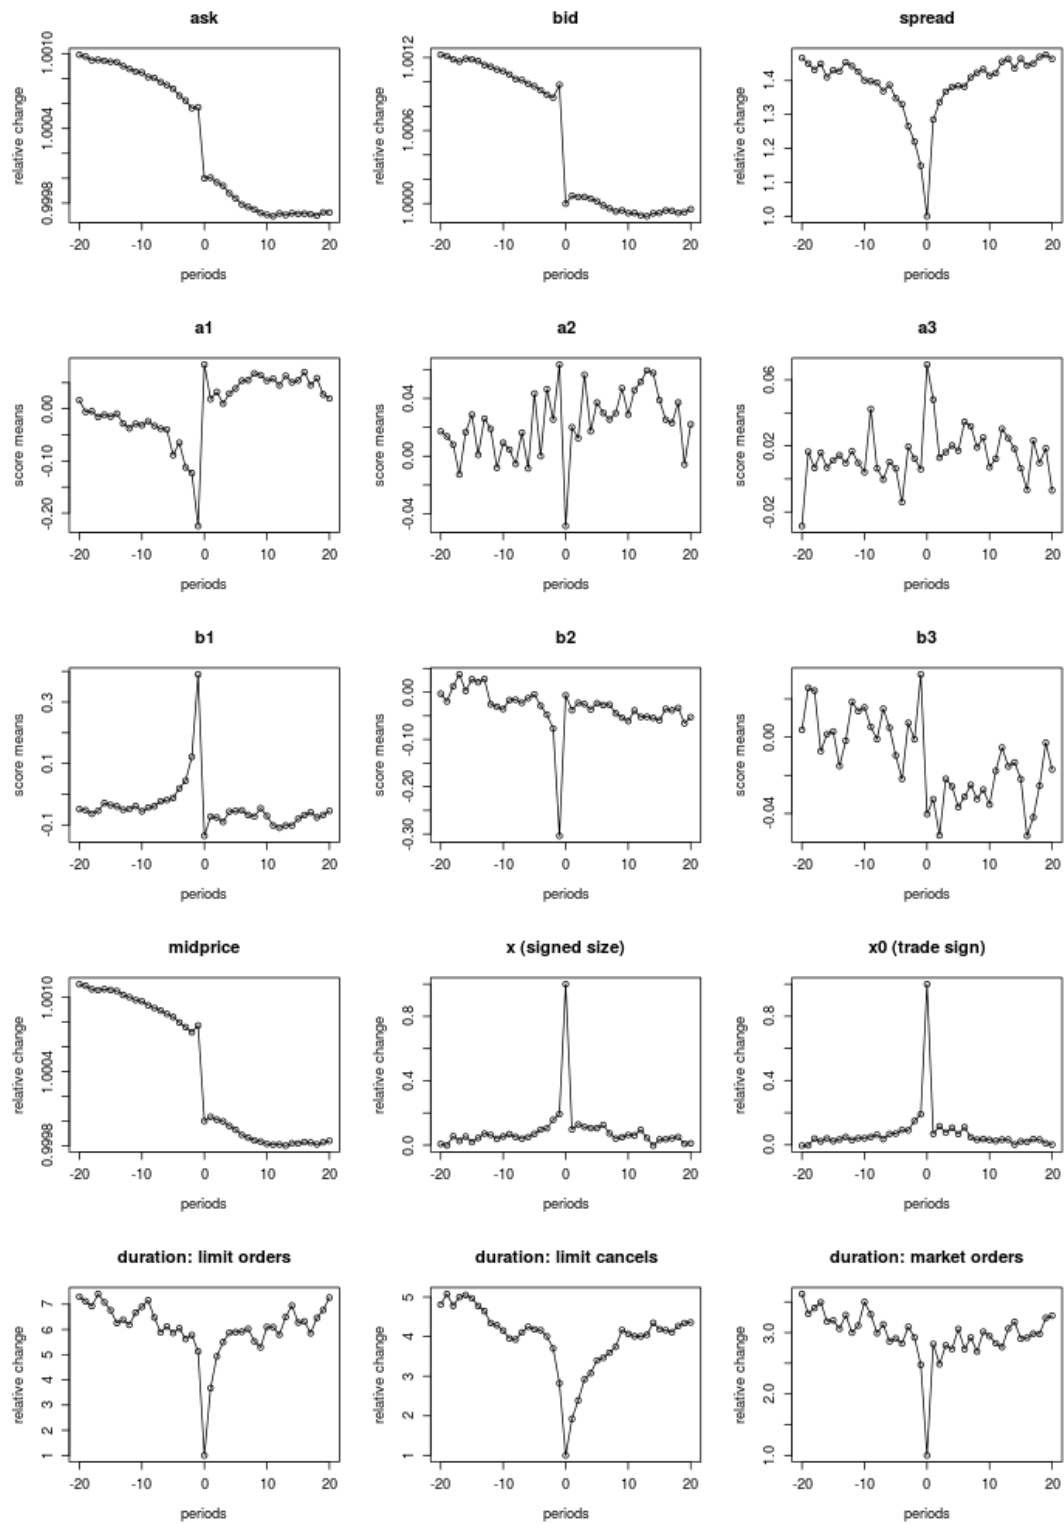 ask bid spread
relative change 0.9998 1.0004 1.0010
relative change 1.0000 1.0006 1.0012
relative change 1.0 1.1 1.2 1.3 1.4
-20 -10 0 10 20 -20 -10 0 10 20 -20 -10 0 10 20
periods periods periods
a1 a2 a3
score means -0.20 -0.10 0.00
score means -0.04 0.00 0.04
score means -0.02 0.02 0.06
-20 -10 0 10 20 -20 -10 0 10 20 -20 -10 0 10 20
periods periods periods
b1 b2 b3
score means -0.1 0.1 0.3
score means -0.30 -0.20 -0.10 0.00
score means -0.04 0.00
-20 -10 0 10 20 -20 -10 0 10 20 -20 -10 0 10 20
periods periods periods
midprice x (signed size) x0 (trade sign)
relative change 0.9998 1.0004 1.0010
relative change 0.0 0.4 0.8
relative change 0.0 0.4 0.8
-20 -10 0 10 20 -20 -10 0 10 20 -20 -10 0 10 20
periods periods periods
duration: limit orders duration: limit cancels duration: market orders
relative change 1 2 3 4 5 6 7
relative change 1 2 3 4 5
relative change 1.0 2.0 3.0
-20 -10 0 10 20 -20 -10 0 10 20 -20 -10 0 10 20
periods periods periods